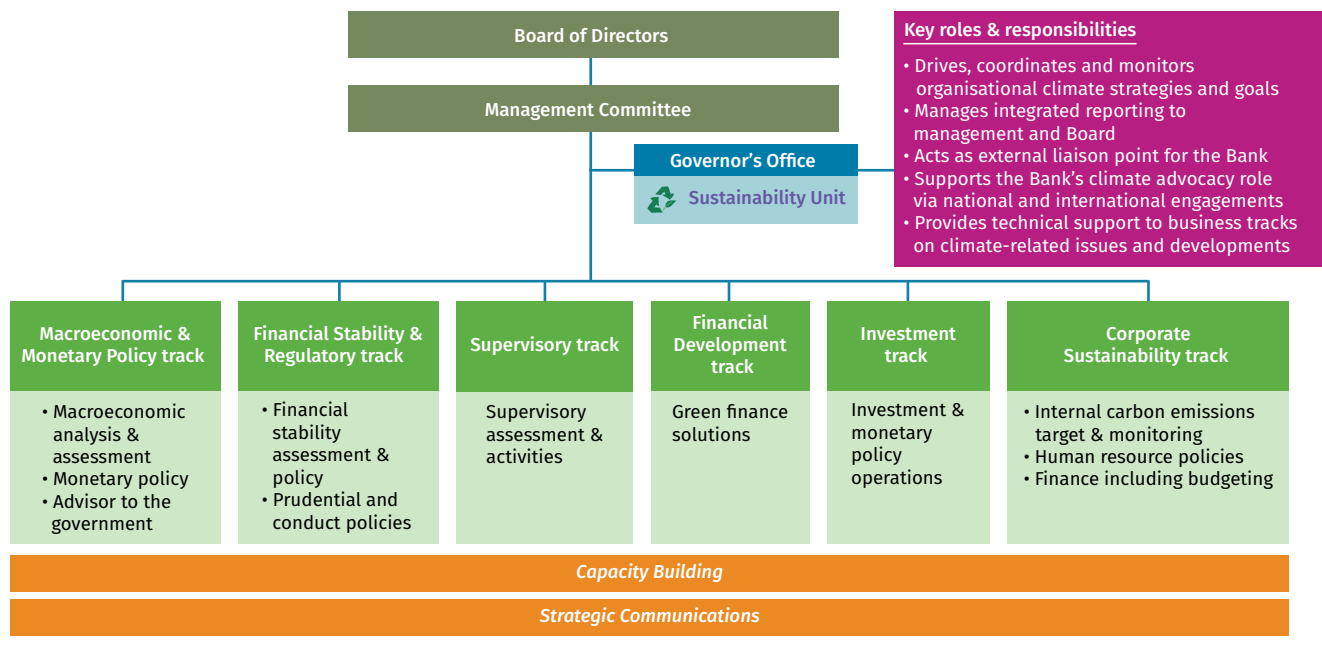 Board of Directors
Management Committee
Governor's Office
Sustainability Unit
Key roles & responsibilities
• Drives, coordinates and monitors
organisational climate strategies and goals
• Manages integrated reporting to
management and Board
• Acts as external liaison point for the Bank
• Supports the Bank's climate advocacy role
via national and international engagements
• Provides technical support to business tracks
on climate-related issues and developments
Macroeconomic &
Monetary Policy track
• Macroeconomic
analysis &
assessment
• Monetary policy
• Advisor to the
government
Financial Stability &
Regulatory track
• Financial
stability
assessment &
policy
• Prudential and
conduct policies
Supervisory track
Supervisory
assessment &
activities
Financial
Development
track
Green finance
solutions
Investment
track
Investment &
monetary
policy
operations
Corporate
Sustainability track
• Internal carbon emissions
target & monitoring
• Human resource policies
• Finance including budgeting
Capacity Building
Strategic Communications